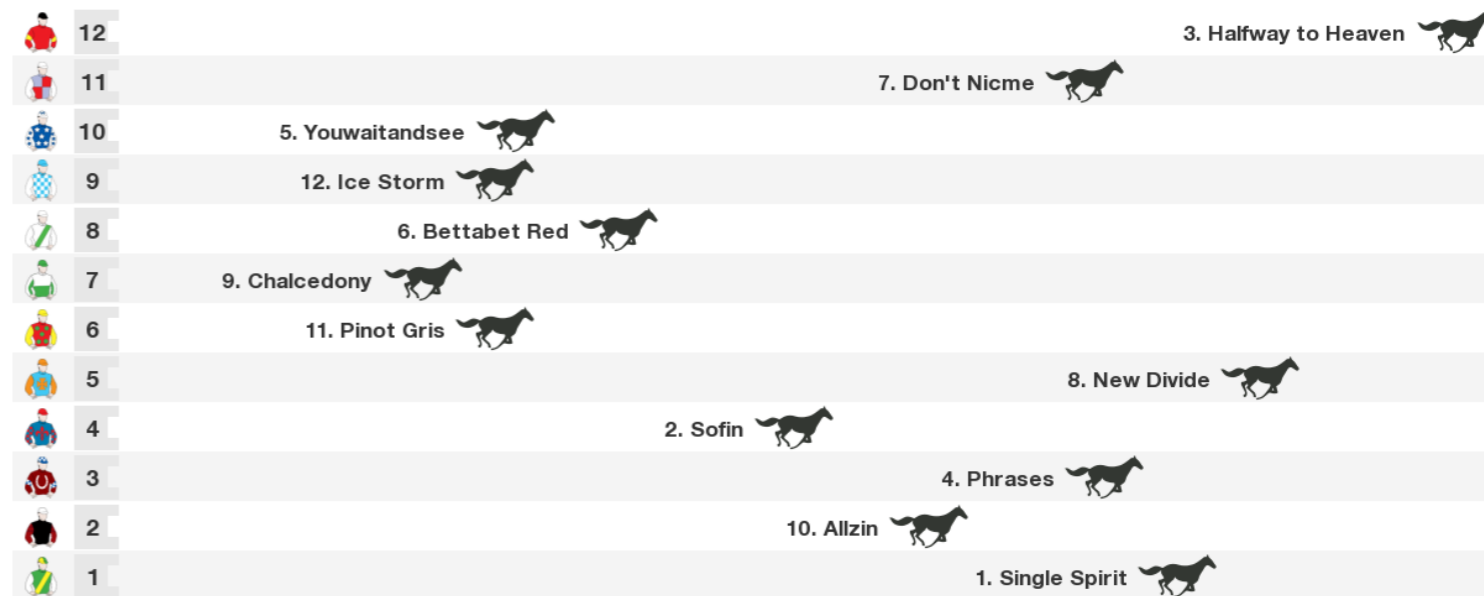 12 3. Halfway to Heaven
11 7. Don't Nicme
10 5. Youwaitandsee
9 12. Ice Storm
8 6. Bettabet Red
7 9. Chalcedony
6 11. Pinot Gris
5 8. New Divide
4 2. Sofin
3 4. Phrases
2 10. Allzin
1 1. Single Spirit